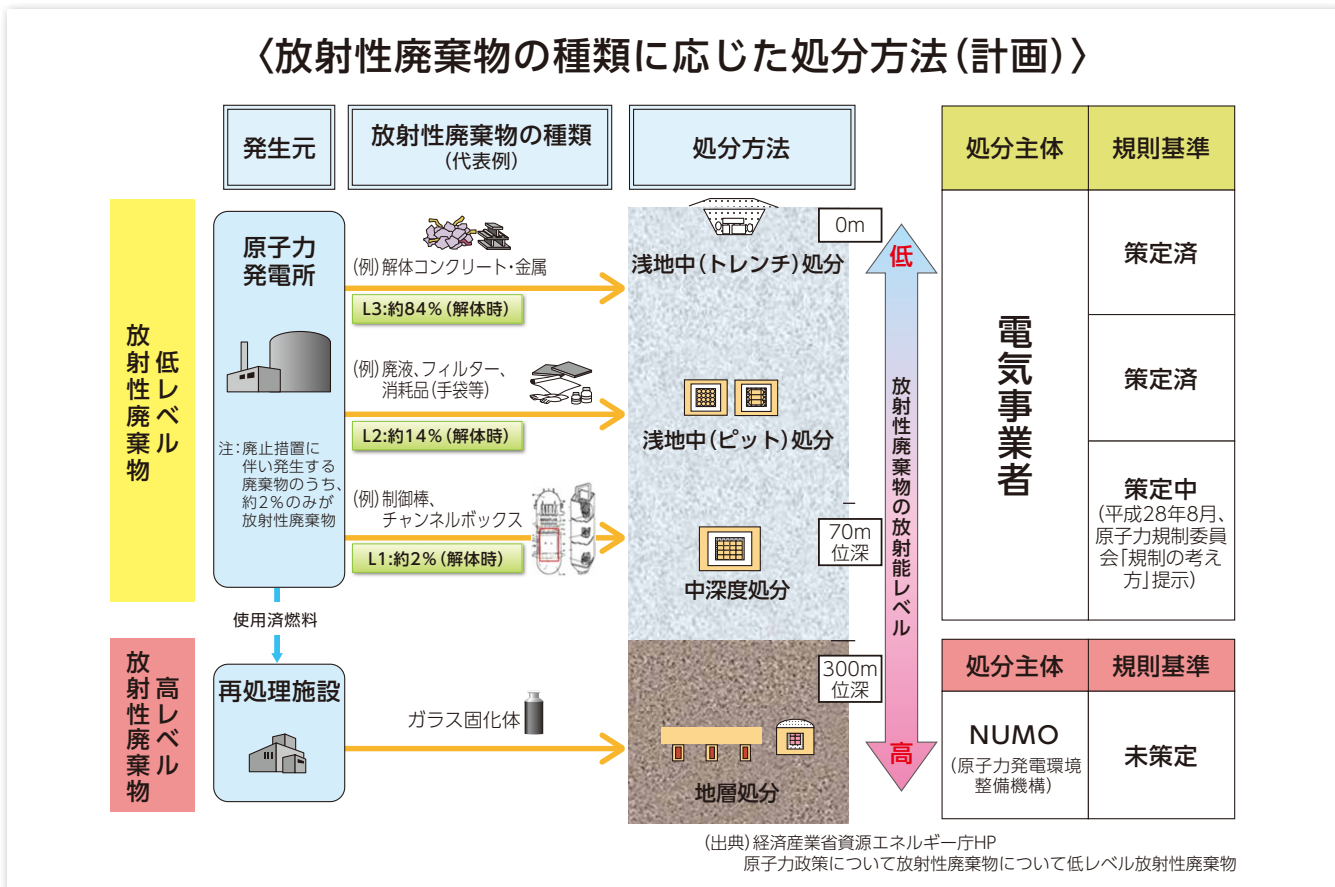 〈放射性廃棄物の種類に応じた処分方法(計画)〉
発生元
放射性廃棄物の種類
(代表例)
処分方法
処分主体
規則基準
低レベル
放射性廃棄物
原子力
発電所
注:廃止措置に
伴い発生する
廃棄物のうち、
約2%のみが
放射性廃棄物
(例)解体コンクリート・金属
L3:約84%(解体時)
(例)廃液、フィルター、
消耗品(手袋等)
L2:約14%(解体時)
(例)制御棒、
チャンネルボックス
L1:約2%(解体時)
浅地中(トレンチ)処分
浅地中(ピット)処分
中深度処分
0m
70m
位深
300m
位深
低
放射性廃棄物の放射能レベル
高
電気事業者
策定済
策定済
策定中
(平成28年8月、
原子力規制委員
会「規制の考え
方」提示)
使用済燃料
高レベル
放射性廃棄物
再処理施設
ガラス固化体
地層処分
処分主体
規則基準
NUMO
(原子力発電環境
整備機構)
未策定
(出典)経済産業省資源エネルギー庁HP
原子力政策について放射性廃棄物について低レベル放射性廃棄物